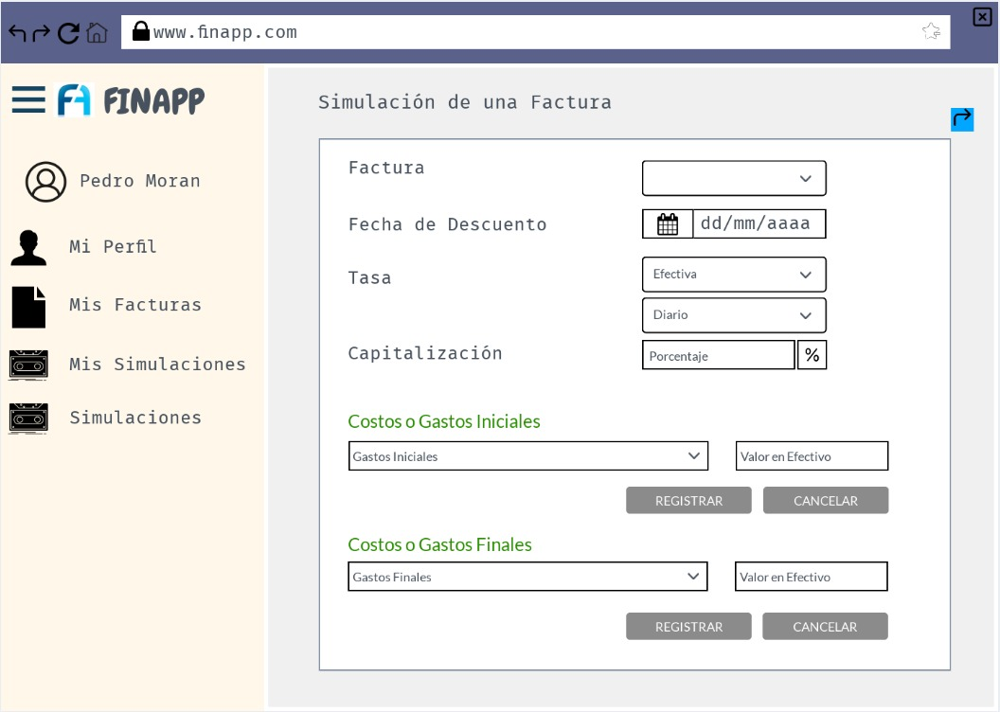 www.finapp.com
FINAPP
Pedro Moran
Mi Perfil
Mis Facturas
Mis Simulaciones
Simulaciones
Simulación de una Factura
Factura
Fecha de Descuento
dd/mm/aaaa
Tasa
Efectiva
Diario
Capitalización
Porcentaje %
Costos o Gastos Iniciales
Gastos Iniciales
Valor en Efectivo
REGISTRAR
CANCELAR
Costos o Gastos Finales
Gastos Finales
Valor en Efectivo
REGISTRAR
CANCELAR